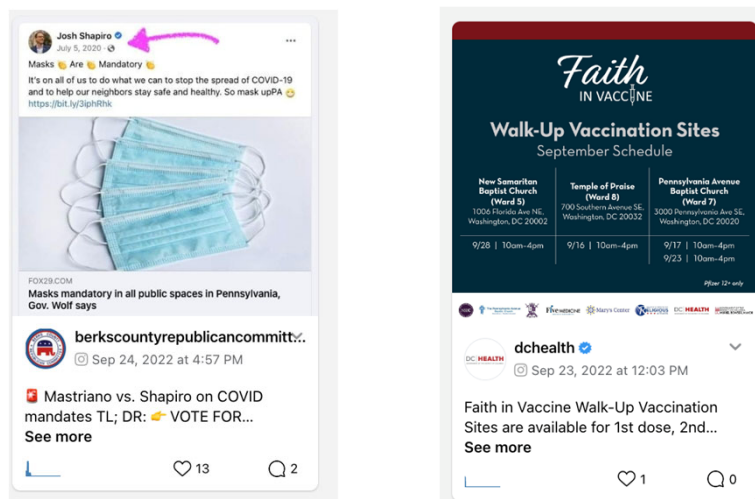 Josh Shapiro
July 5, 2020 ·
Masks 👏 Are 👏 Mandatory 👏
It's on all of us to do what we can to stop the spread of COVID-19
and to help our neighbors stay safe and healthy. So mask upPA 😷
https://bit.ly/3iphRhk
FOX29.COM
Masks mandatory in all public spaces in Pennsylvania,
Gov. Wolf says
berkscountyrepublicancommitt...
Sep 24, 2022 at 4:57 PM
🚨 Mastriano vs. Shapiro on COVID
mandates TL; DR: 👉 VOTE FOR...
See more
13
2
Faith
IN VACCINE
Walk-Up Vaccination Sites
September Schedule
New Samaritan
Baptist Church
(Ward 5)
1006 Florida Ave NE,
Washington, DC 20002
9/28 | 10am-4pm
Temple of Praise
(Ward 8)
700 Southern Avenue SE,
Washington, DC 20032
9/16 | 10am-4pm
Pennsylvania Avenue
Baptist Church
(Ward 7)
3000 Pennsylvania Ave SE,
Washington, DC 20020
9/17 | 10am-4pm
9/23 | 10am-4pm
Pfizer 12+ only
Mary's Center
DC HEALTH
DC HEALTH
dchealth
Sep 23, 2022 at 12:03 PM
Faith in Vaccine Walk-Up Vaccination
Sites are available for 1st dose, 2nd...
See more
1
0